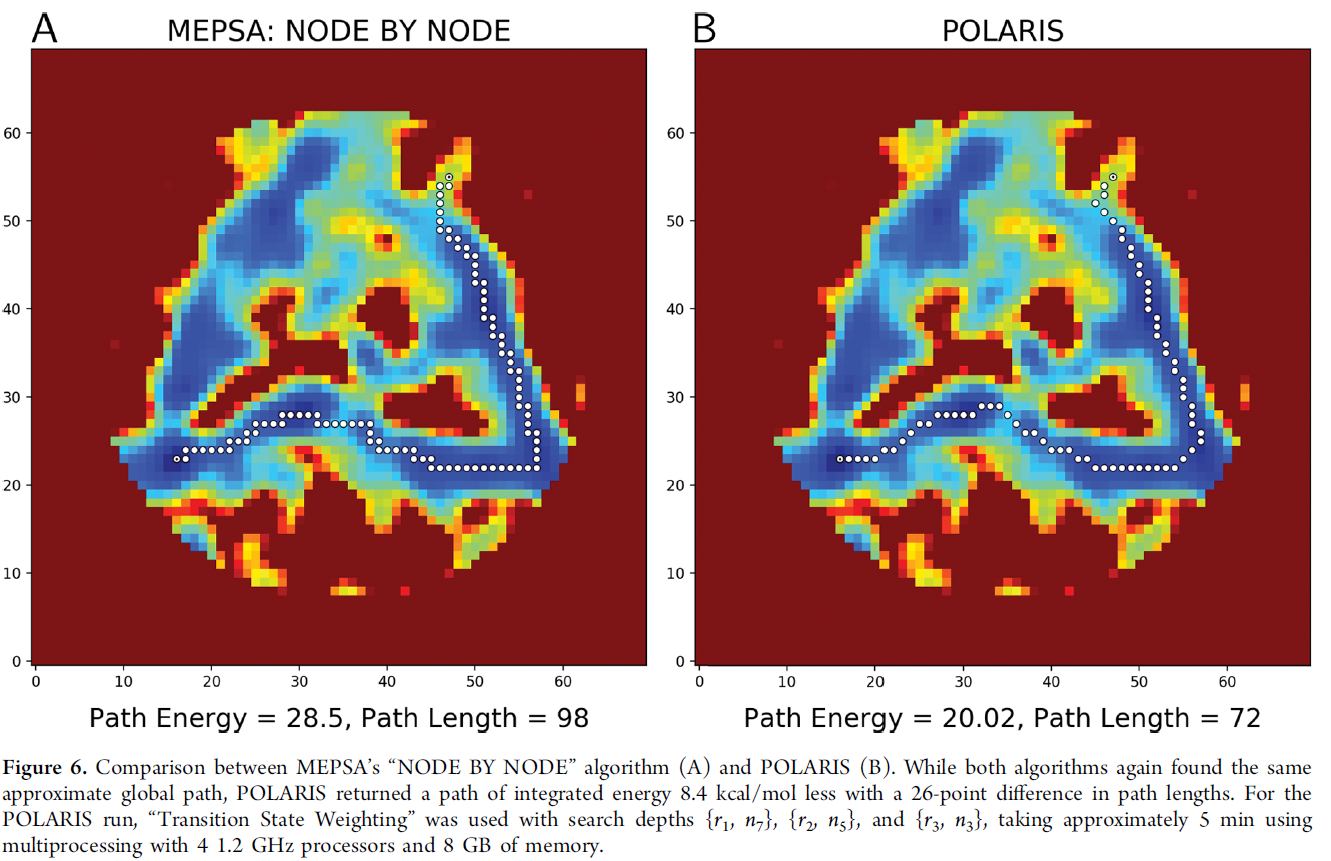 A
MEPSA: NODE BY NODE
60
50
40
30
20
10
0
0 10 20 30 40 50 60
Path Energy = 28.5, Path Length = 98
B
POLARIS
60
50
40
30
20
10
0
0 10 20 30 40 50 60
Path Energy = 20.02, Path Length = 72
Figure 6. Comparison between MEPSA's “NODE BY NODE” algorithm (A) and POLARIS (B). While both algorithms again found the same
approximate global path, POLARIS returned a path of integrated energy 8.4 kcal/mol less with a 26-point difference in path lengths. For the
POLARIS run, “Transition State Weighting” was used with search depths {r₁, n₇}, {r₂, n₅}, and {r₃, n₃}, taking approximately 5 min using
multiprocessing with 4 1.2 GHz processors and 8 GB of memory.